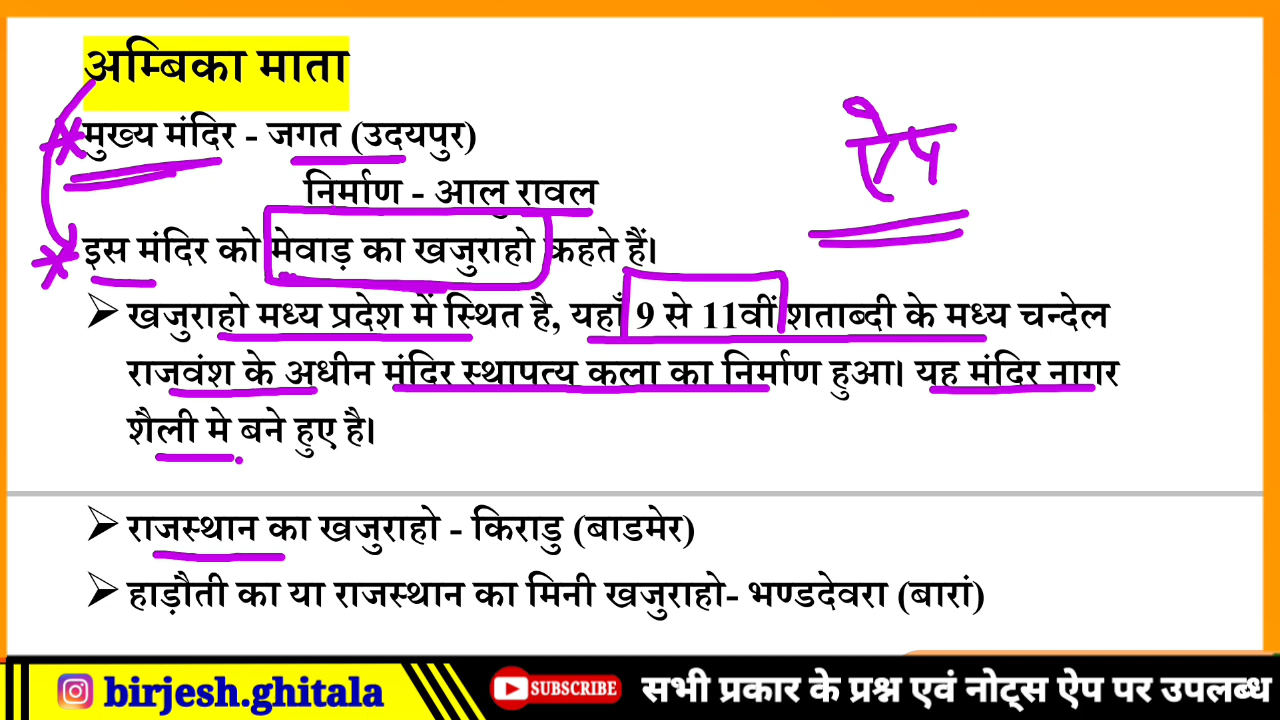 अम्बिका माता
मुख्य मंदिर - जगत (उदयपुर)
निर्माण - आलु रावल
इस मंदिर को मेवाड़ का खजुराहो कहते हैं।
खजुराहो मध्य प्रदेश में स्थित है, यहाँ 9 से 11वीं शताब्दी के मध्य चन्देल
राजवंश के अधीन मंदिर स्थापत्य कला का निर्माण हुआ। यह मंदिर नागर
शैली मे बने हुए है।
राजस्थान का खजुराहो - किराडु (बाडमेर)
हाड़ौती का या राजस्थान का मिनी खजुराहो- भण्डदेवरा (बारां)
ऐप
birjesh.ghitala
SUBSCRIBE
सभी प्रकार के प्रश्न एवं नोट्स ऐप पर उपलब्ध